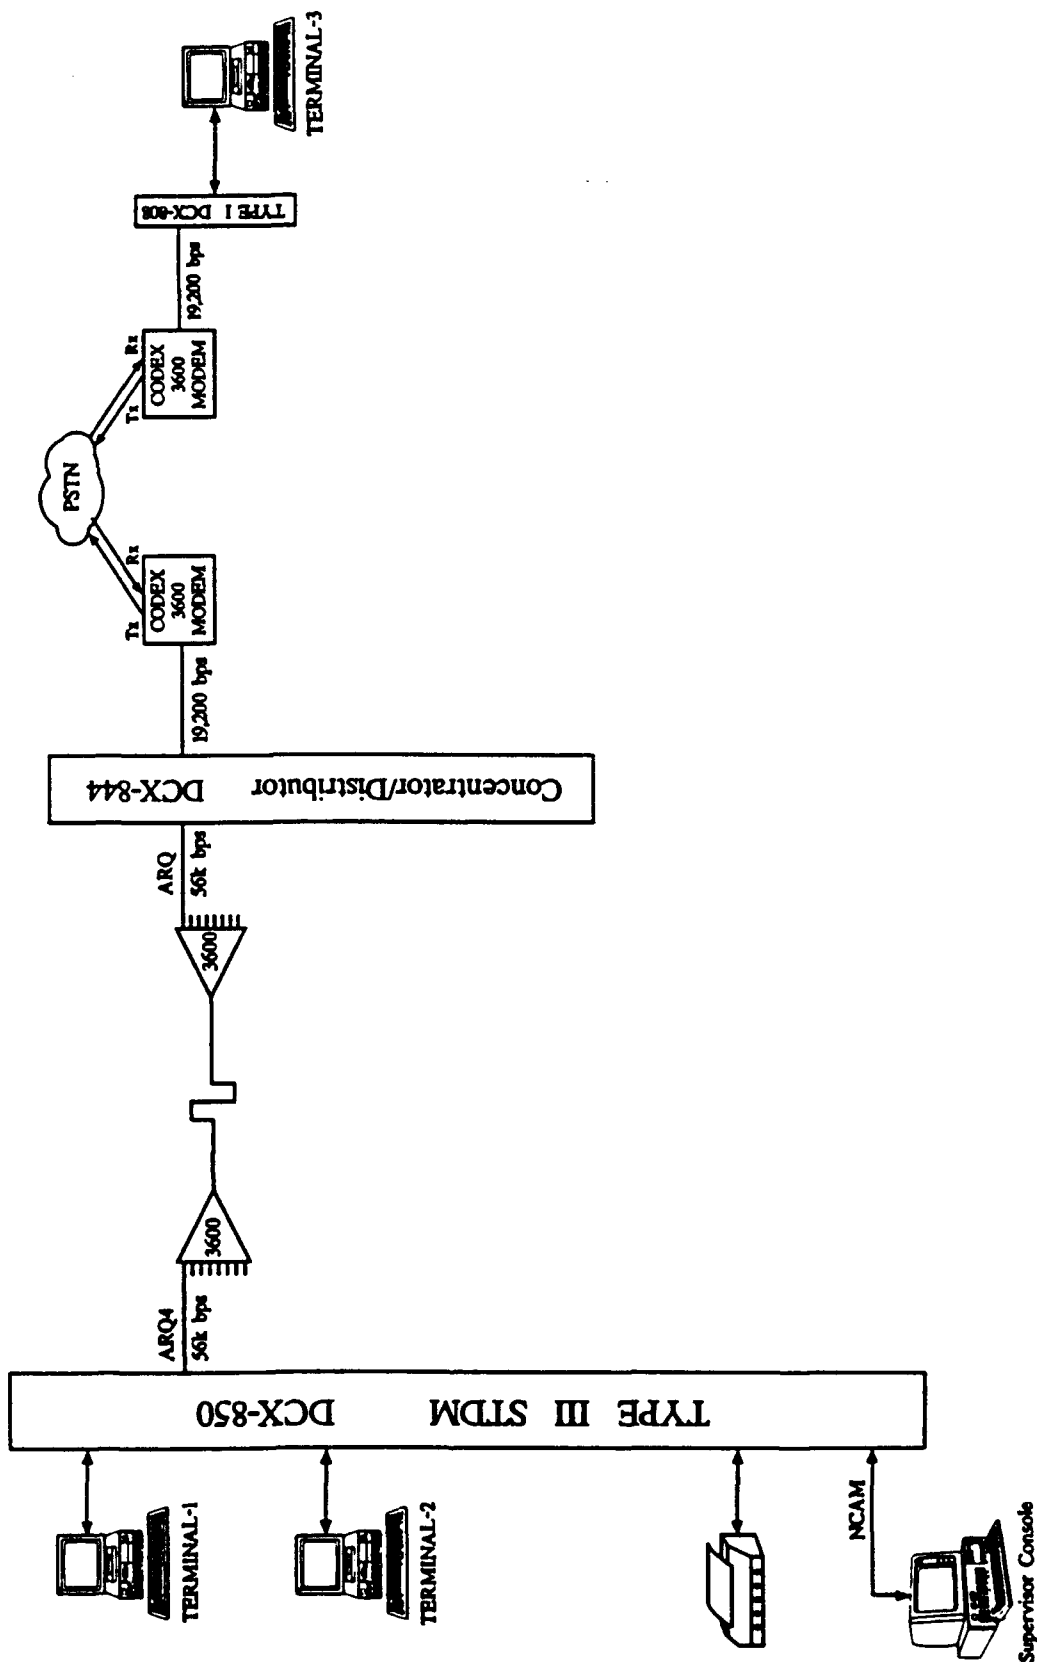 TERMINAL-1
TERMINAL-2
NCAM
Supervisor Console
TYPE III STDM DCX-850
ARQ4
56k bps
3600
3600
ARQ
56k bps
Concentrator/Distributor DCX-844
19,200 bps
Tx
Rx
CODEX
3600
MODEM
PSTN
Tx
Rx
CODEX
3600
MODEM
19,200 bps
TYPE I DCX-808
TERMINAL-3